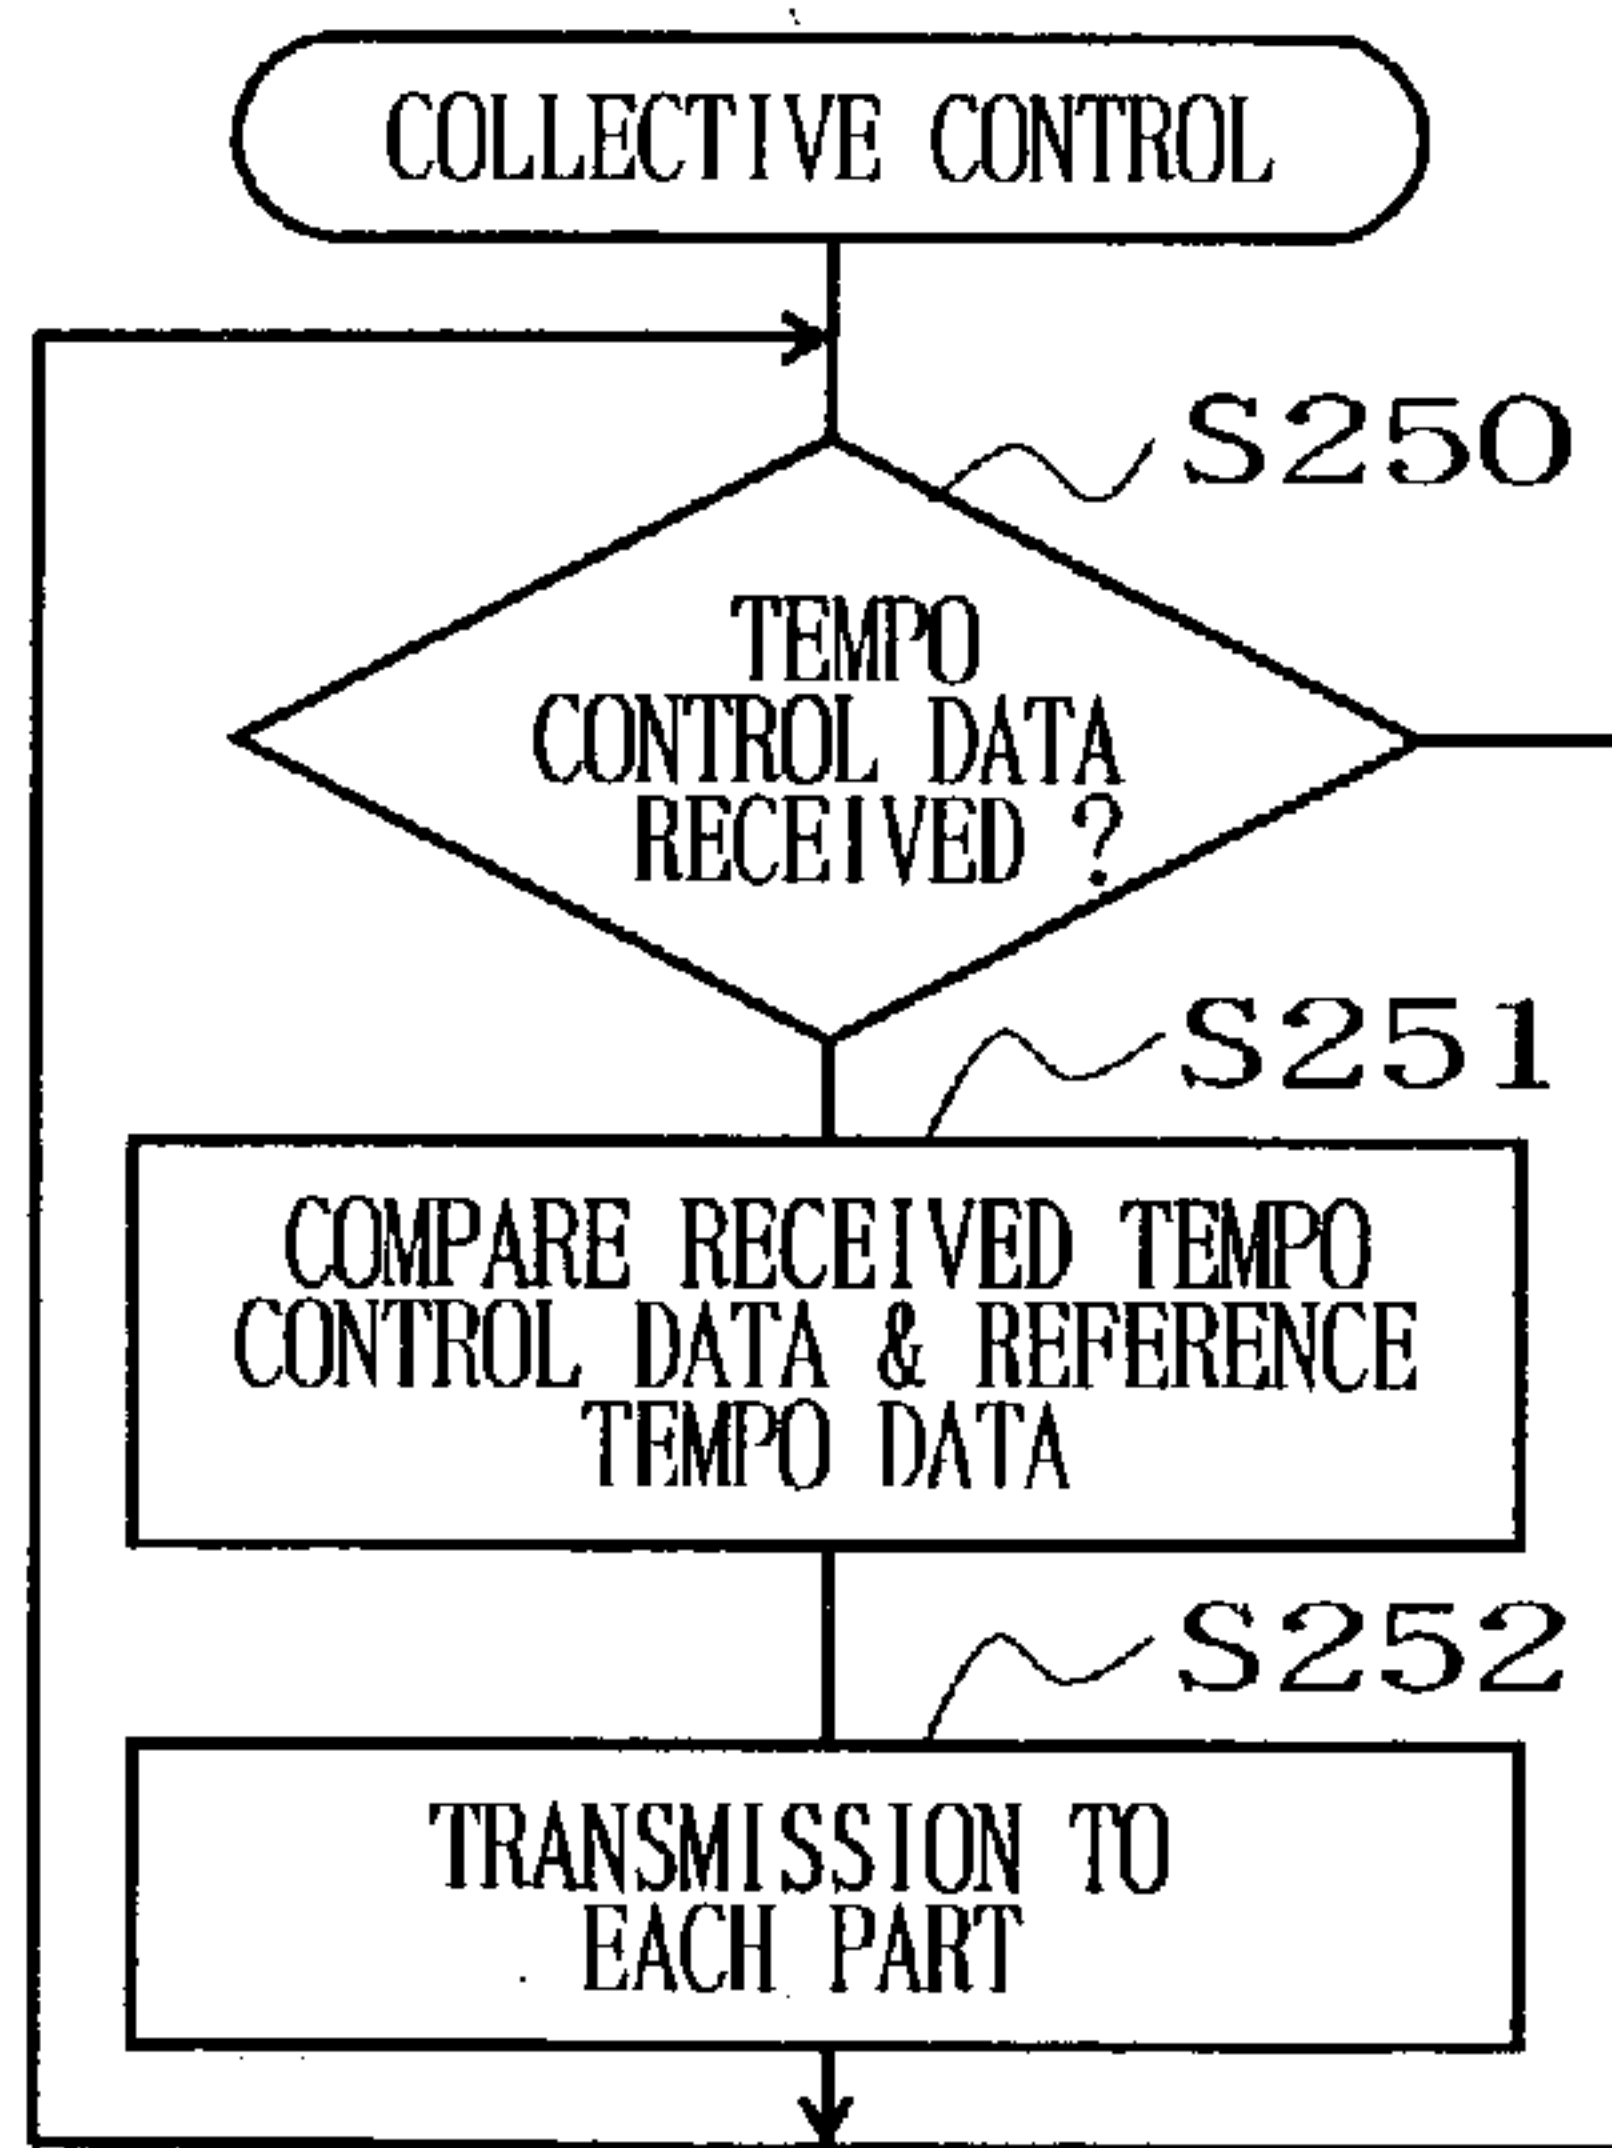 COLLECTIVE CONTROL
S250
TEMPO
CONTROL DATA
RECEIVED ?
S251
COMPARE RECEIVED TEMPO
CONTROL DATA & REFERENCE
TEMPO DATA
S252
TRANSMISSION TO
EACH PART